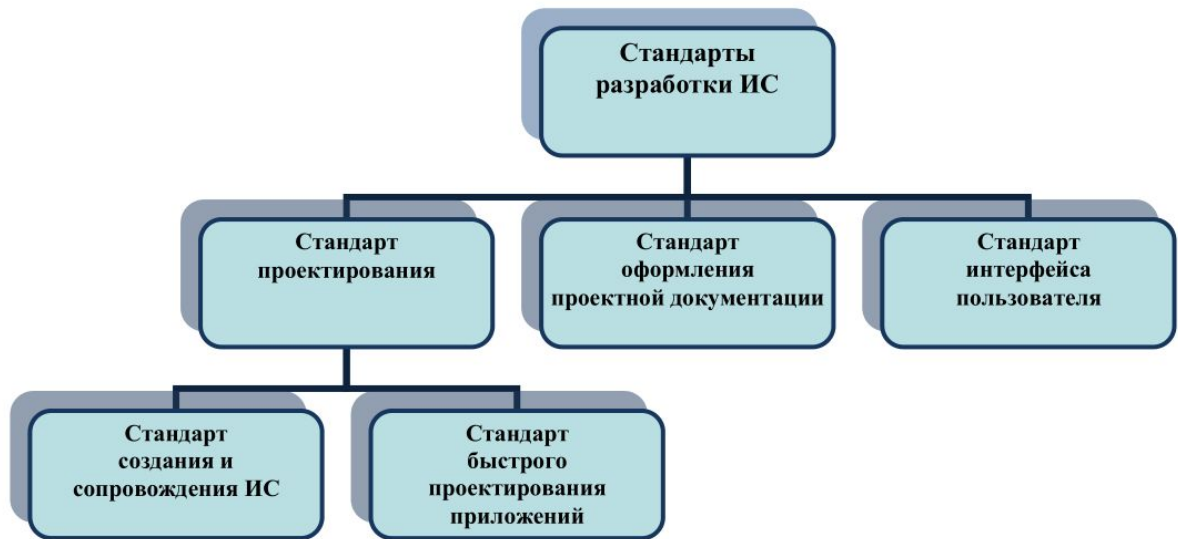 Стандарты
разработки ИС
Стандарт
проектирования
Стандарт
оформления
проектной документации
Стандарт
интерфейса
пользователя
Стандарт
создания и
сопровождения ИС
Стандарт
быстрого
проектирования
приложений